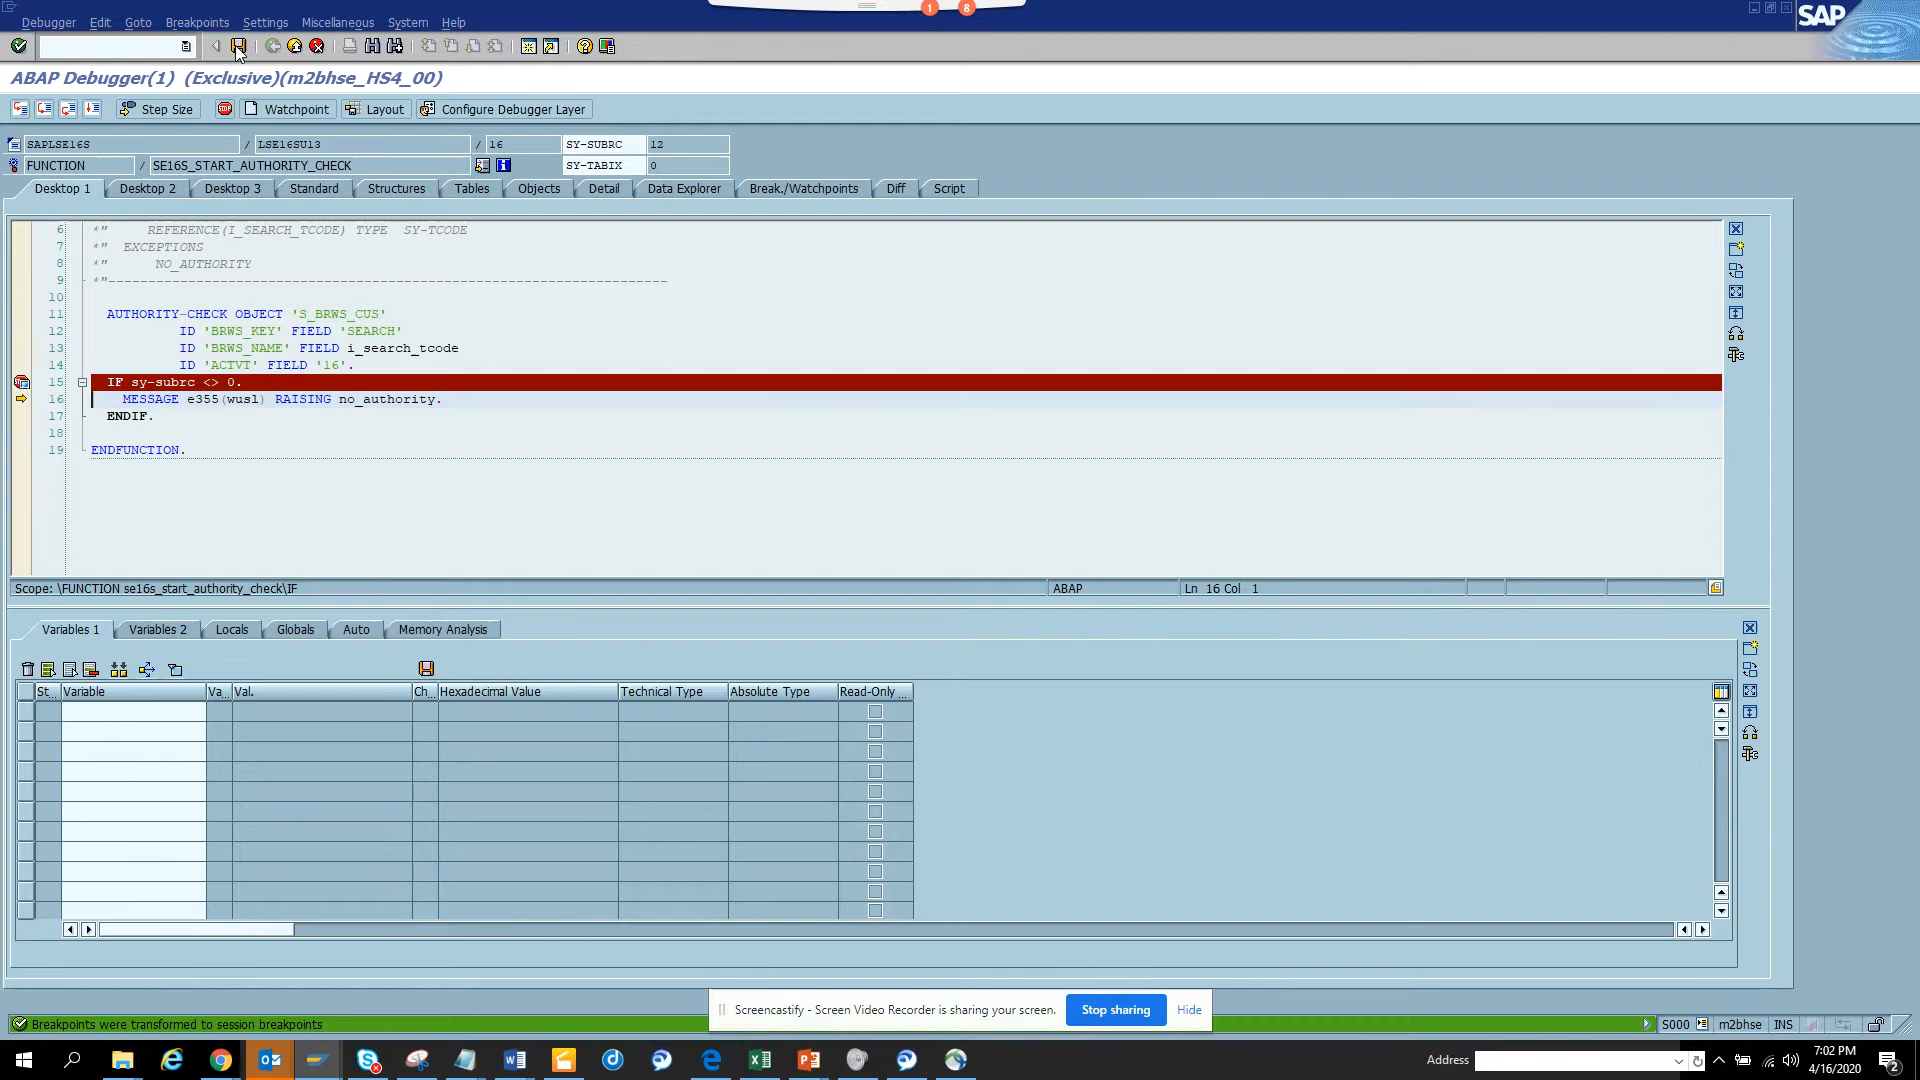 1 8
Debugger Edit Goto Breakpoints Settings Miscellaneous System Help
SAP
ABAP Debugger(1) (Exclusive)(m2bhse_HS4_00)
Step Size STOP Watchpoint Layout Configure Debugger Layer
SAPLSE16S / LSE16SU13 / 16 SY-SUBRC 12
FUNCTION / SE16S_START_AUTHORITY_CHECK SY-TABIX 0
Desktop 1 Desktop 2 Desktop 3 Standard Structures Tables Objects Detail Data Explorer Break./Watchpoints Diff Script
6 *" REFERENCE(I_SEARCH_TCODE) TYPE SY-TCODE
7 *" EXCEPTIONS
8 *" NO_AUTHORITY
9 *"----------------------------------------------------------------------
10
11 AUTHORITY-CHECK OBJECT 'S_BRWS_CUS'
12 ID 'BRWS_KEY' FIELD 'SEARCH'
13 ID 'BRWS_NAME' FIELD i_search_tcode
14 ID 'ACTVT' FIELD '16'.
15 IF sy-subrc <> 0.
16 MESSAGE e355(wusl) RAISING no_authority.
17 ENDIF.
18
19 ENDFUNCTION.
Scope: \FUNCTION se16s_start_authority_check\IF ABAP Ln 16 Col 1
Variables 1 Variables 2 Locals Globals Auto Memory Analysis
St... Variable Va... Val. Ch... Hexadecimal Value Technical Type Absolute Type Read-Only ...
Screencastify - Screen Video Recorder is sharing your screen. Stop sharing Hide
Breakpoints were transformed to session breakpoints S000 m2bhse INS
Address 7:02 PM
4/16/2020 2